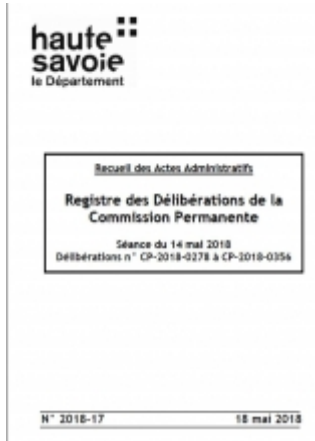 haute
savoie
le Département
Recueil des Actes Administratifs
Registre des Délibérations de la
Commission Permanente
Séance du 14 mai 2018
Délibérations n° CP-2018-0278 à CP-2018-0356
N° 2018-17
18 mai 2018